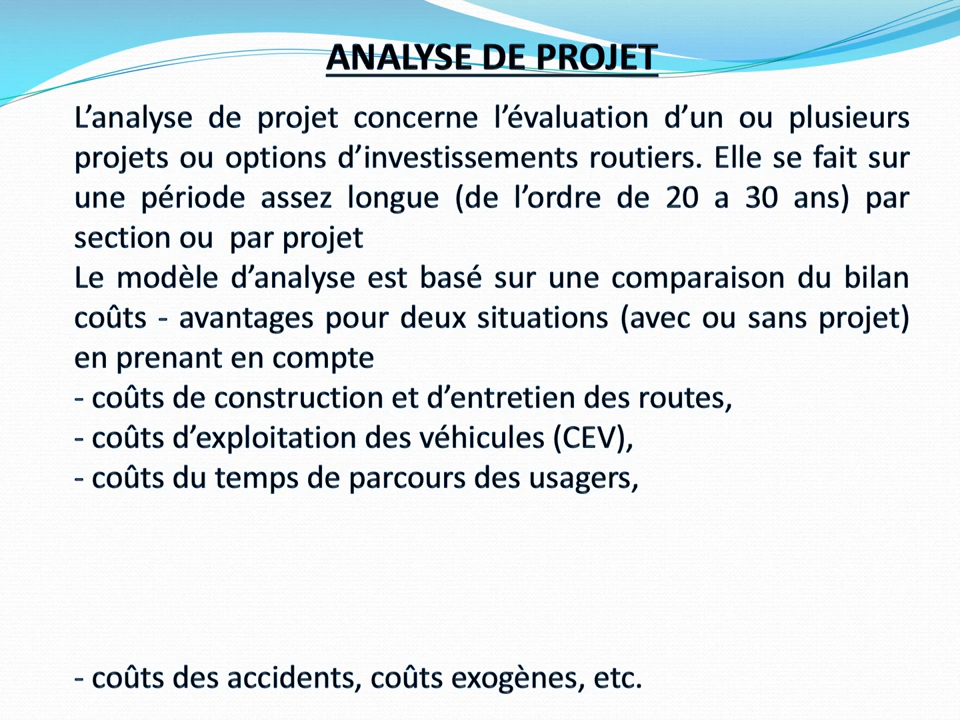 ANALYSE DE PROJET
L’analyse de projet concerne l’évaluation d’un ou plusieurs
projets ou options d’investissements routiers. Elle se fait sur
une période assez longue (de l’ordre de 20 a 30 ans) par
section ou par projet
Le modèle d’analyse est basé sur une comparaison du bilan
coûts - avantages pour deux situations (avec ou sans projet)
en prenant en compte
- coûts de construction et d’entretien des routes,
- coûts d’exploitation des véhicules (CEV),
- coûts du temps de parcours des usagers,
- coûts des accidents, coûts exogènes, etc.